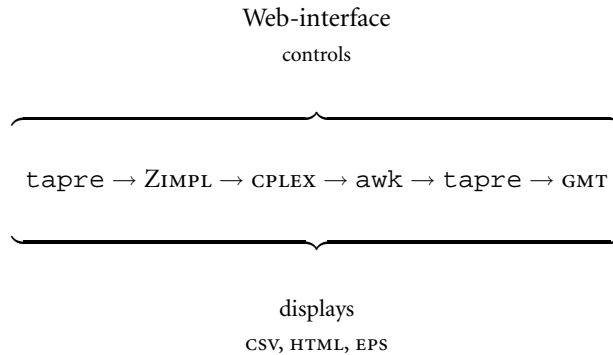 Web-interface
controls
tapre → ZIMPL → CPLEX → awk → tapre → GMT
displays
CSV, HTML, EPS